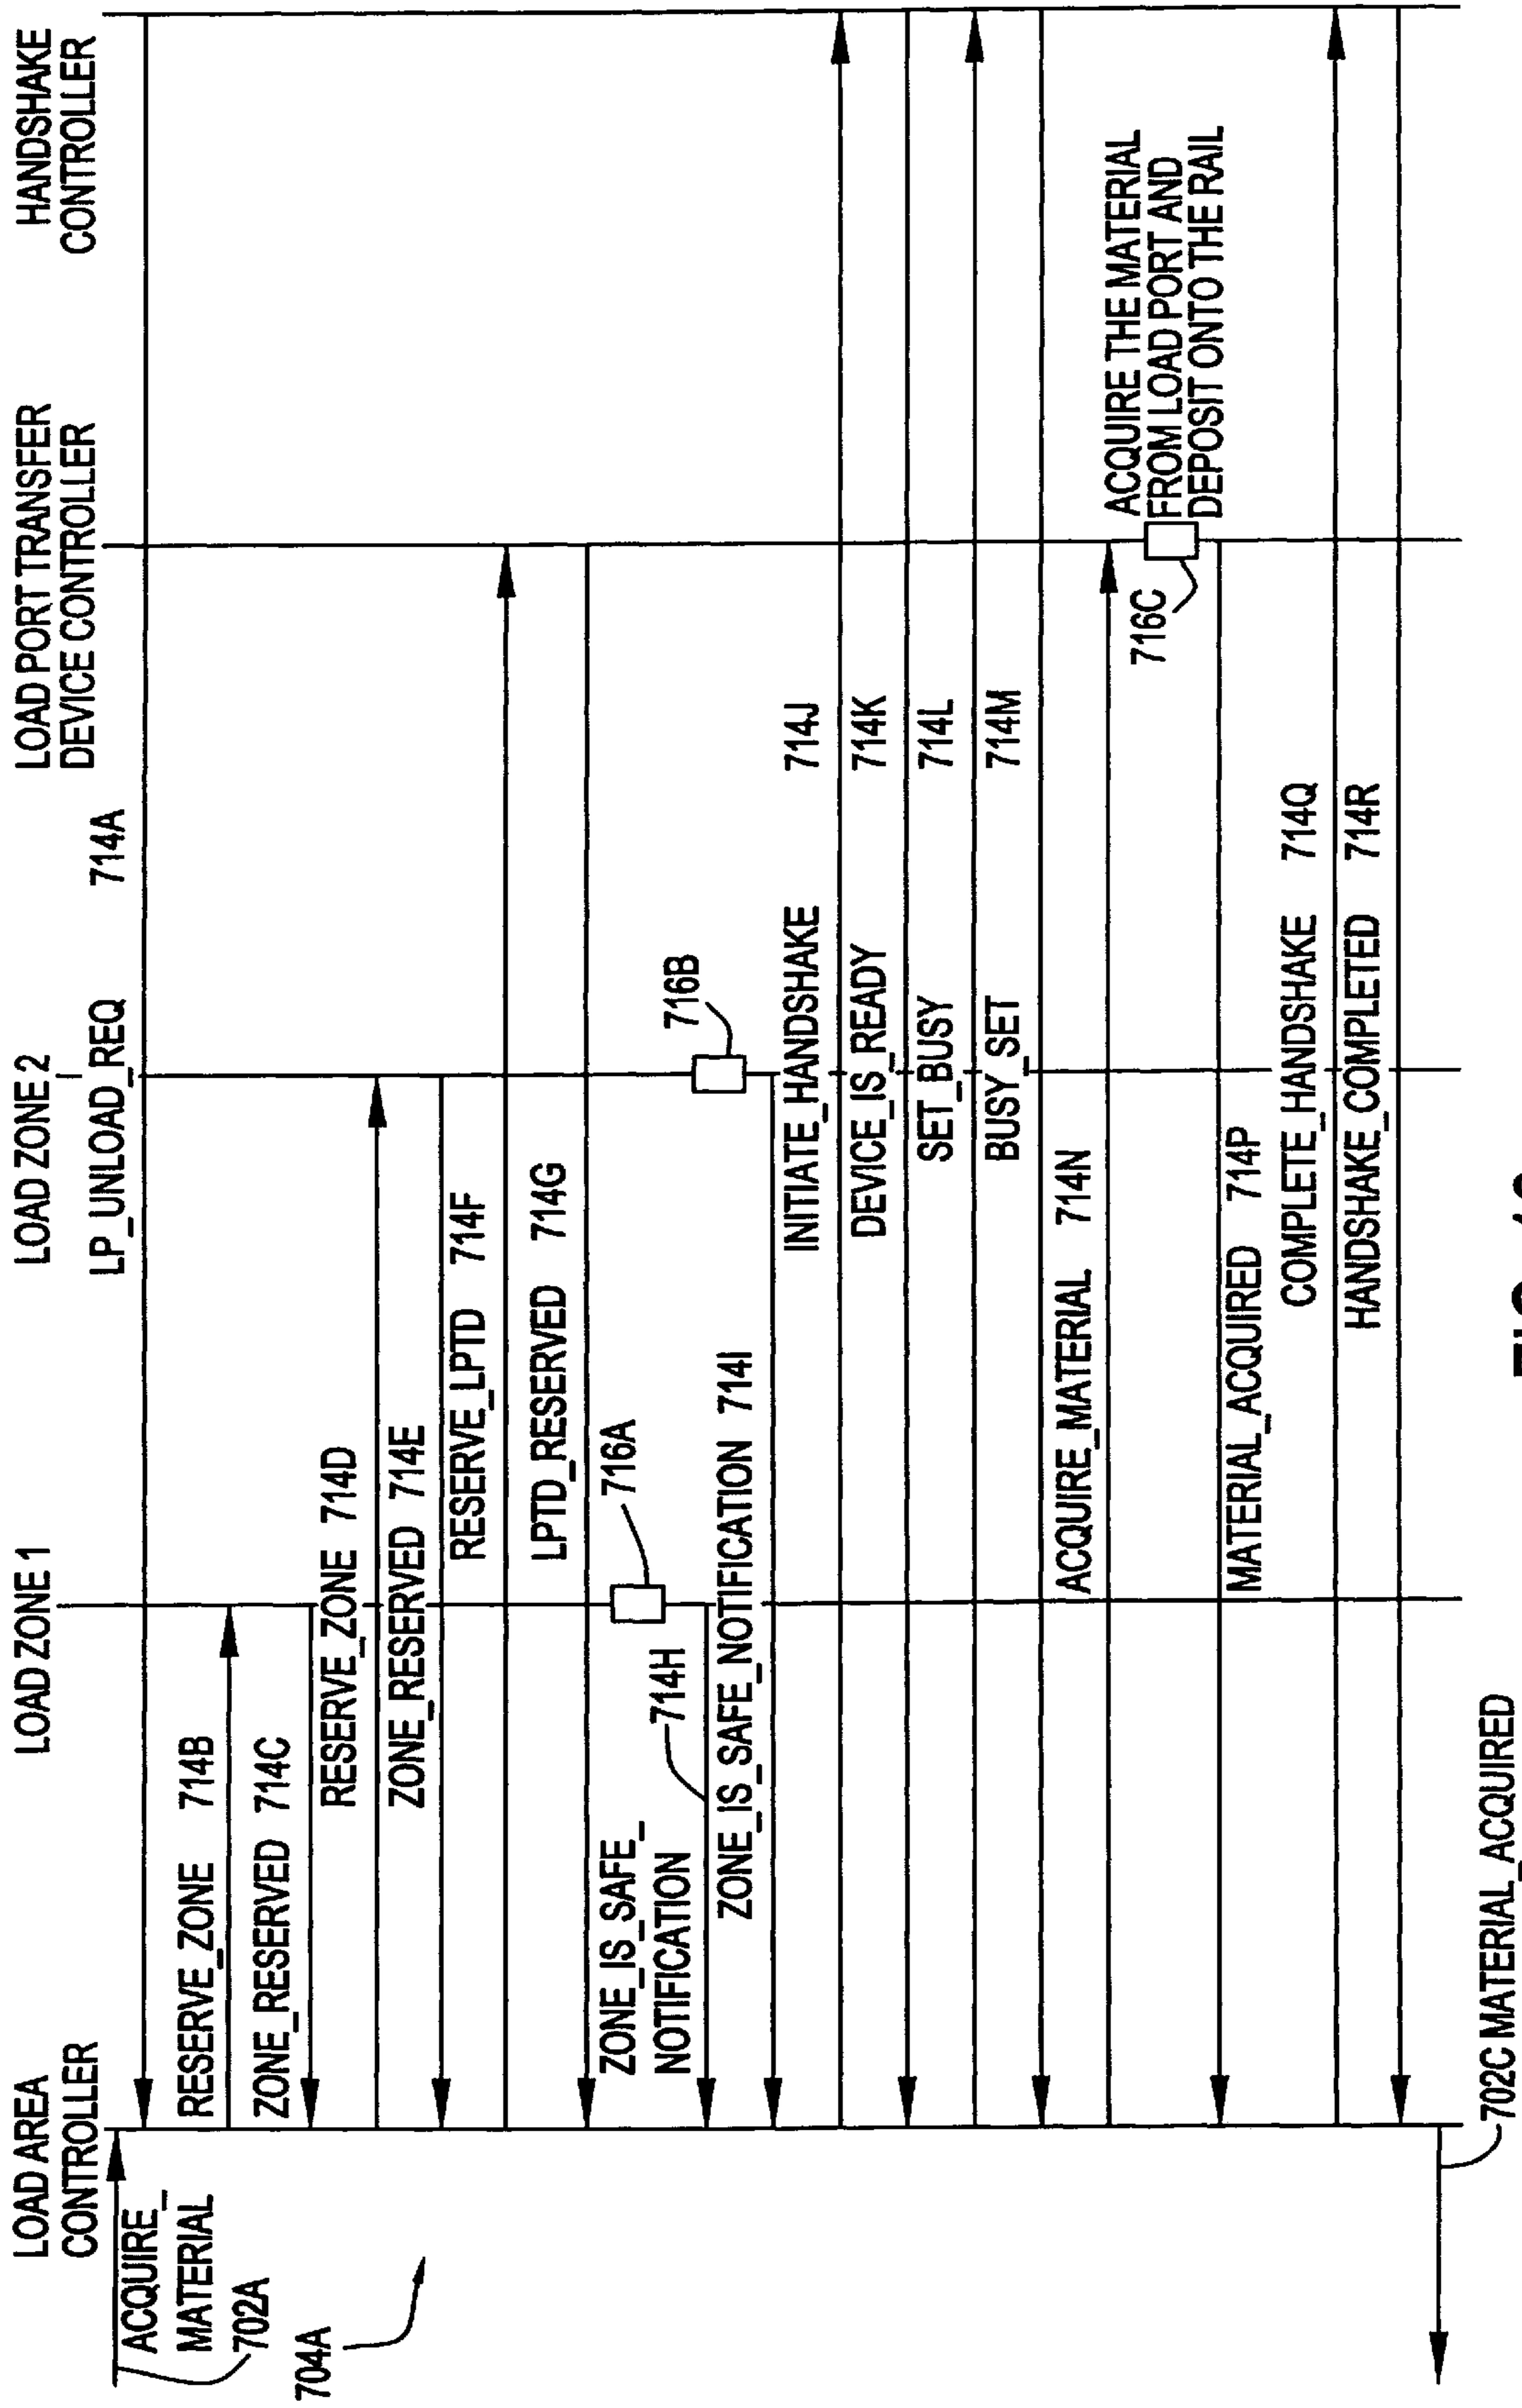 LOAD AREA
CONTROLLER
LOAD ZONE 1
LOAD ZONE 2
LOAD PORT TRANSFER
DEVICE CONTROLLER
HANDSHAKE
CONTROLLER
ACQUIRE_
MATERIAL
702A
704A
LP_UNLOAD_REQ 714A
RESERVE_ZONE 714B
ZONE_RESERVED 714C
RESERVE_ZONE 714D
ZONE_RESERVED 714E
RESERVE_LPTD 714F
LPTD_RESERVED 714G
716A
ZONE_IS_SAFE_
NOTIFICATION
714H
716B
ZONE_IS_SAFE_NOTIFICATION 714I
INITIATE_HANDSHAKE 714J
DEVICE_IS_READY 714K
SET_BUSY 714L
BUSY_SET 714M
ACQUIRE_MATERIAL 714N
716C
ACQUIRE THE MATERIAL
FROM LOAD PORT AND
DEPOSIT ONTO THE RAIL
MATERIAL_ACQUIRED 714P
COMPLETE_HANDSHAKE 714Q
HANDSHAKE_COMPLETED 714R
702C MATERIAL_ACQUIRED